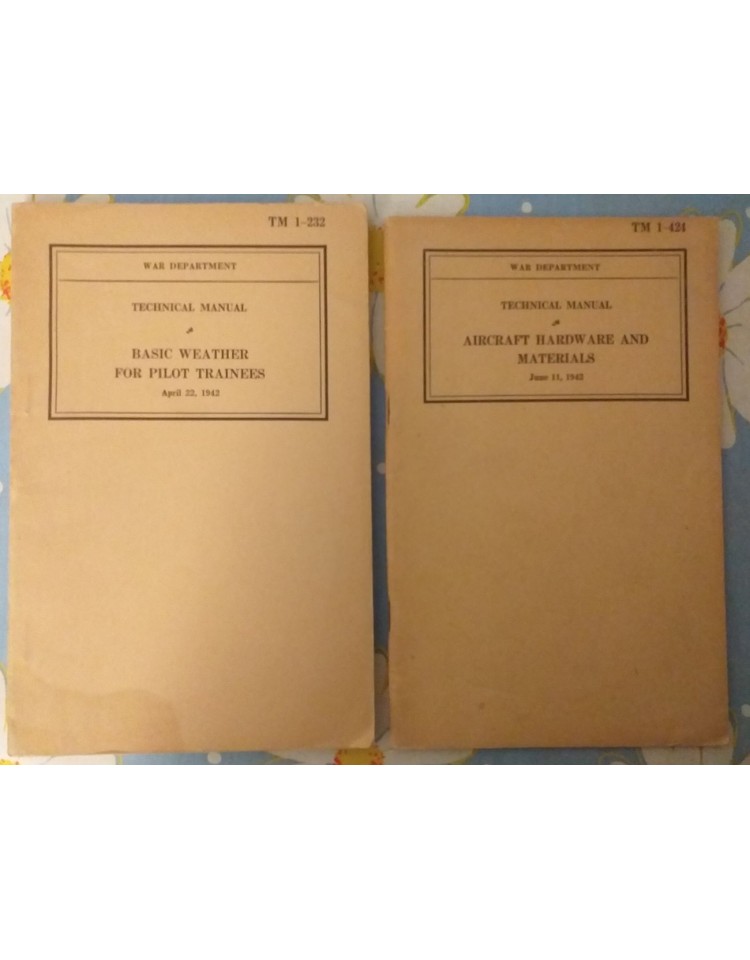 TM 1-232
WAR DEPARTMENT
TECHNICAL MANUAL
BASIC WEATHER
FOR PILOT TRAINEES
April 22, 1942
TM 1-424
WAR DEPARTMENT
TECHNICAL MANUAL
AIRCRAFT HARDWARE AND
MATERIALS
June 11, 1942